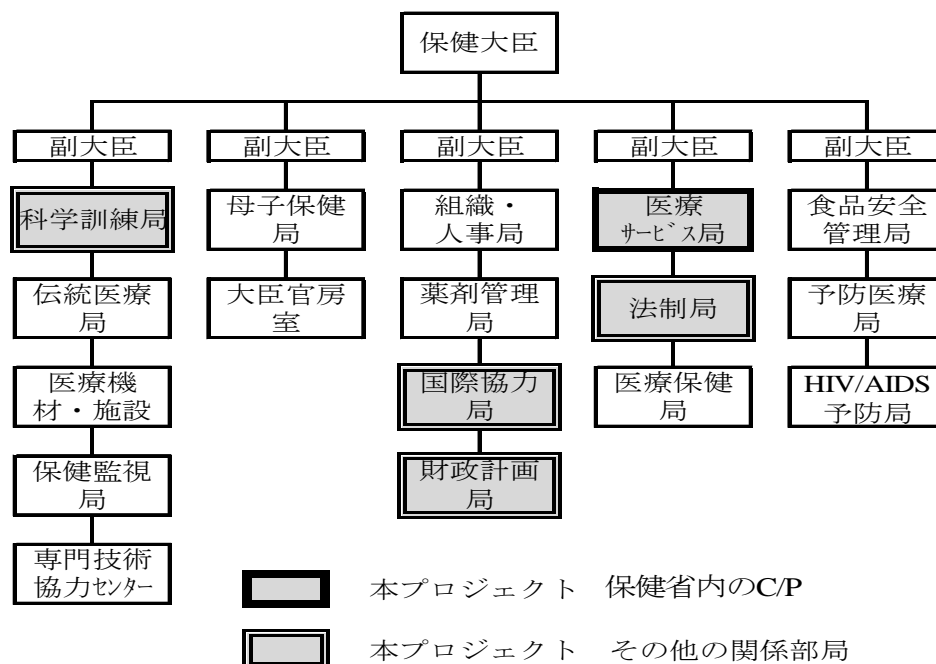 保健大臣
副大臣
副大臣
副大臣
副大臣
副大臣
科学訓練局
母子保健
局
組織・
人事局
医療
ｻｰﾋﾞｽ局
食品安全
管理局
伝統医療
局
大臣官房
室
薬剤管理
局
法制局
予防医療
局
医療機
材・施設
国際協力
局
医療保健
局
HIV/AIDS
予防局
保健監視
局
財政計画
局
専門技術
協力ｾﾝﾀｰ
本プロジェクト 保健省内のC/P
本プロジェクト その他の関係部局